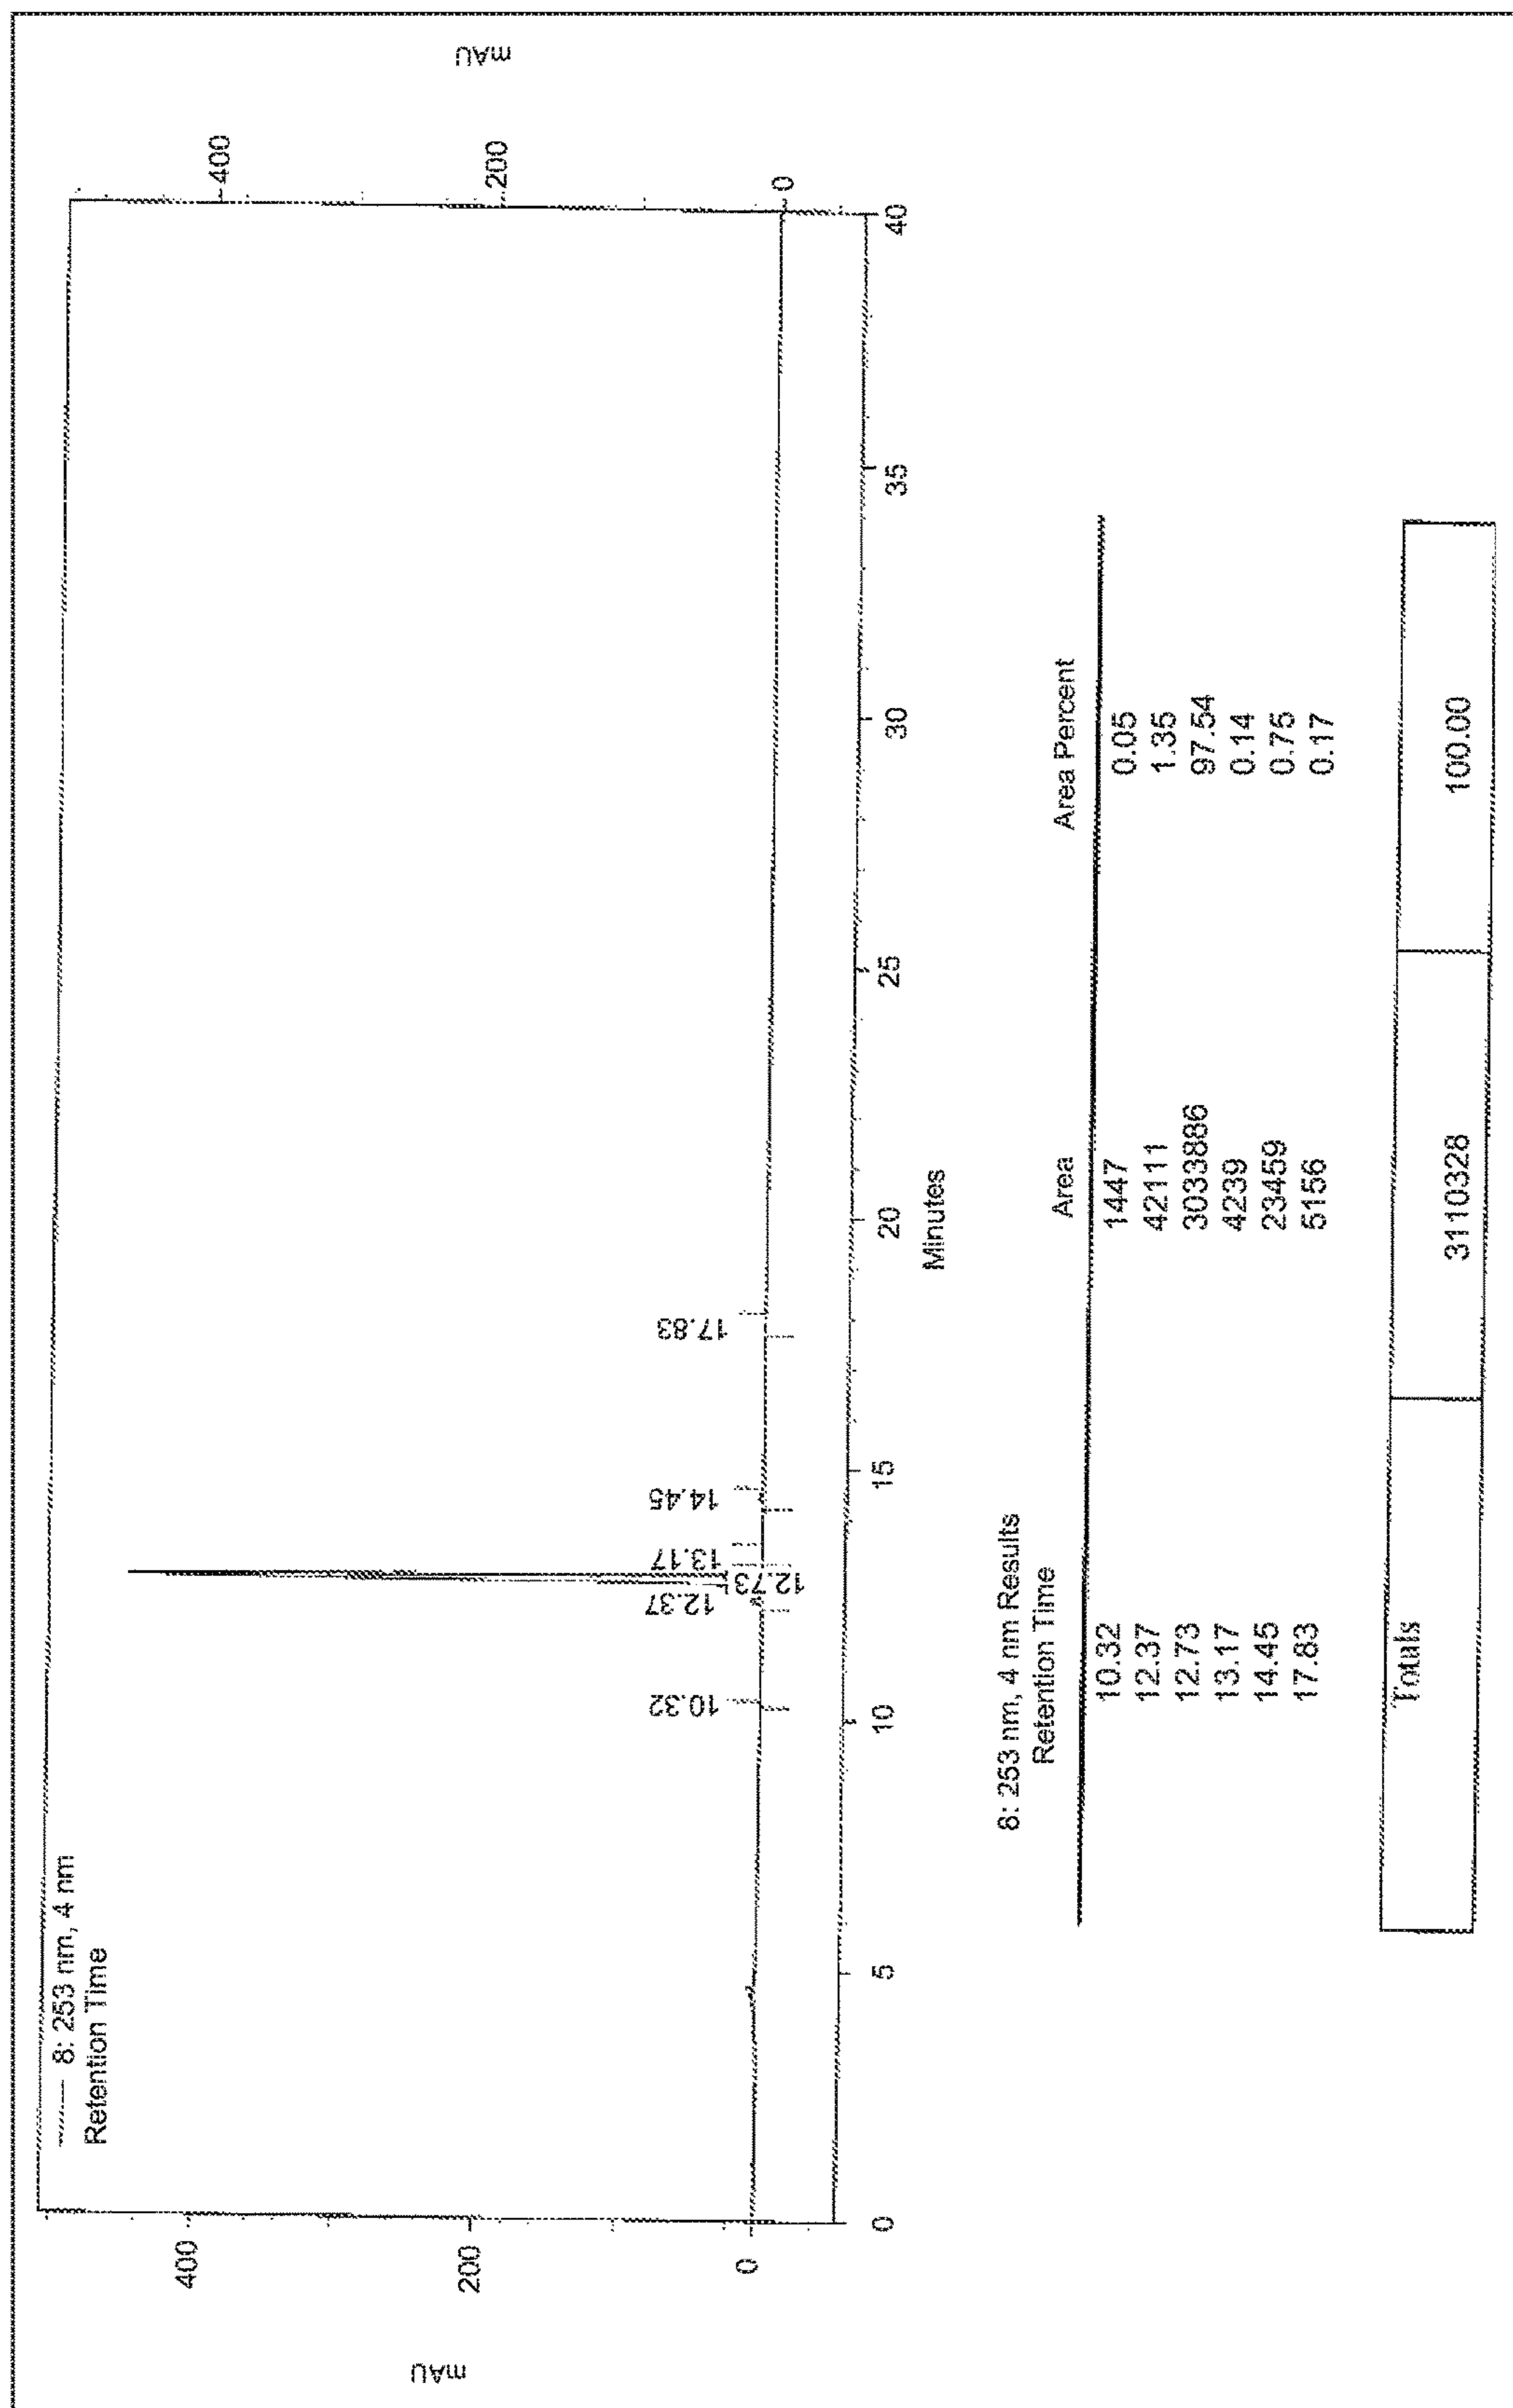 8: 253 nm, 4 nm
Retention Time
mAU
mAU
400
200
0
400
200
0
10.32
12.37
12.73
13.17
14.45
17.83
0 5 10 15 20 25 30 35 40
Minutes
8: 253 nm, 4 nm Results
Retention Time Area Area Percent
10.32 1447 0.05
12.37 42111 1.35
12.73 3033886 97.54
13.17 4239 0.14
14.45 23459 0.75
17.83 5156 0.17
Totals 3110328 100.00